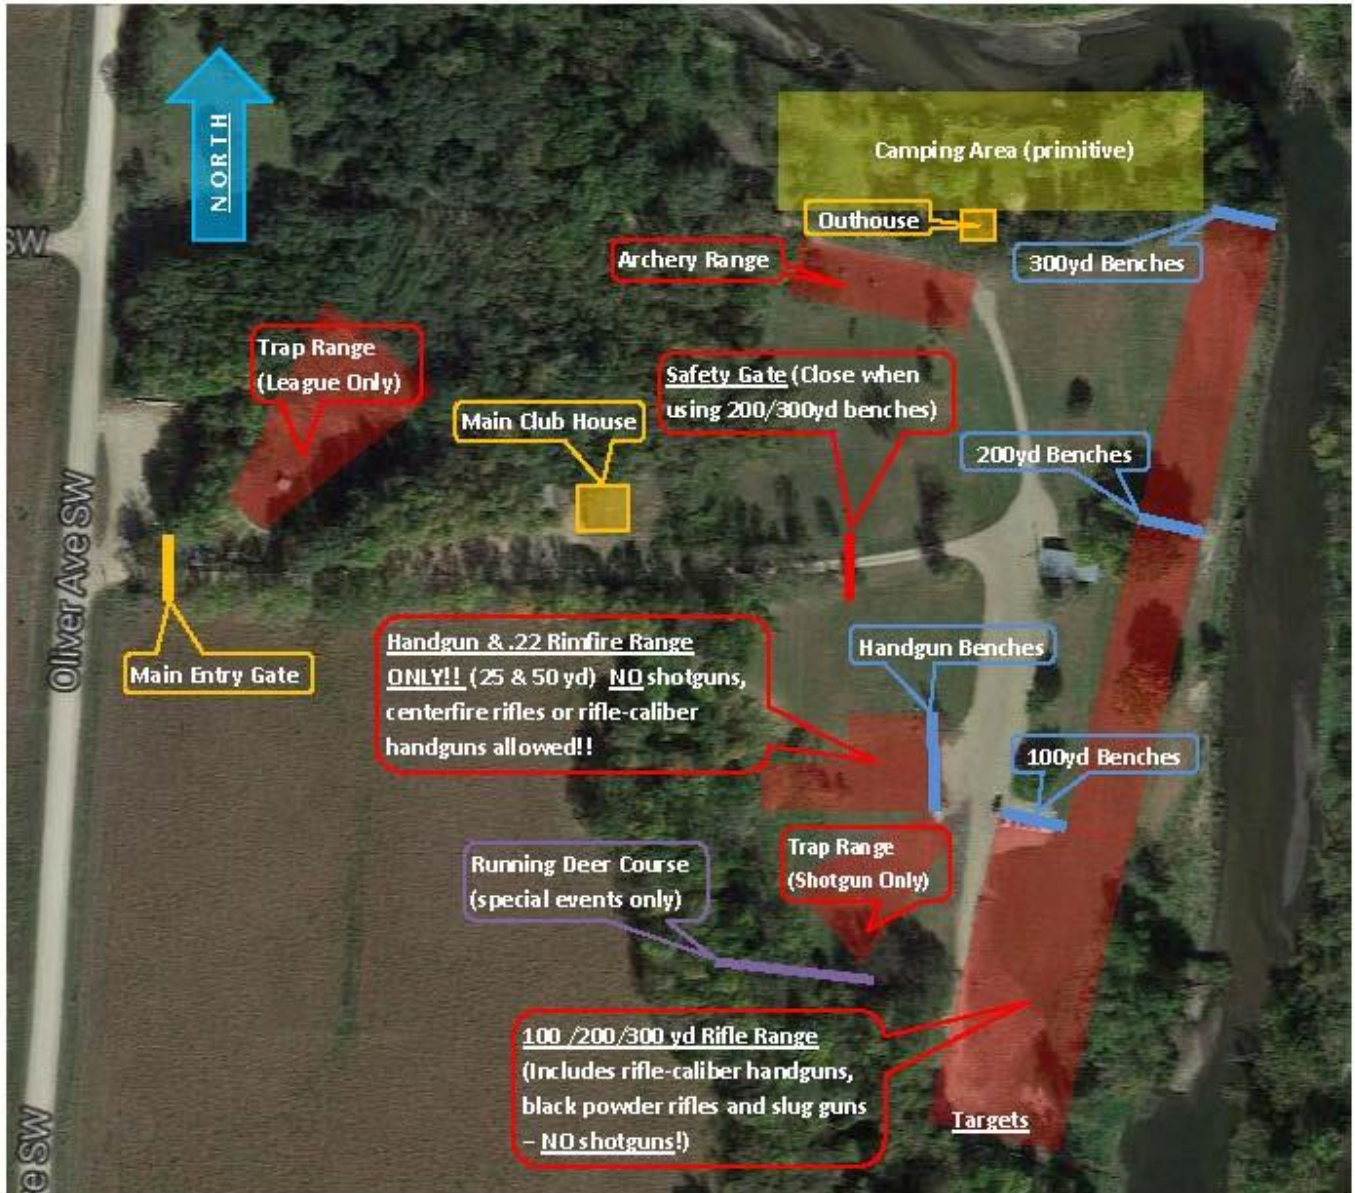 NORTH
Camping Area (primitive)
SW
Outhouse
Archery Range
300yd Benches
Trap Range
(League Only)
Safety Gate (Close when
using 200/300yd benches)
Main Club House
200yd Benches
Oliver Ave SW
Main Entry Gate
Handgun & .22 Rimfire Range
ONLY!! (25 & 50 yd) NO shotguns,
centerfire rifles or rifle-caliber
handguns allowed!!
Handgun Benches
100yd Benches
Trap Range
(Shotgun Only)
Running Deer Course
(special events only)
100 /200/300 yd Rifle Range
(Includes rifle-caliber handguns,
black powder rifles and slug guns
– NO shotguns!)
Targets
e SW